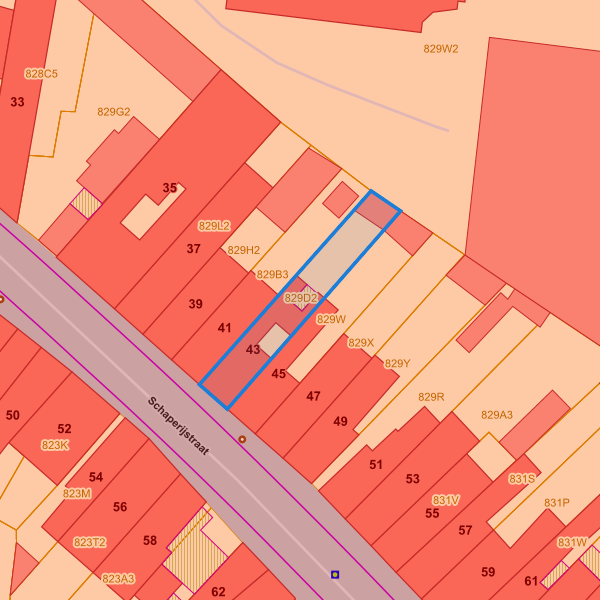 829W2
828C5
33
829G2
35
829L2
37
829H2
829B3
829D2
39
829W
41
829X
43
829Y
45
47
829R
49
829A3
Schaperijstraat
50
52
823K
51
53
54
831S
823M
831V
831P
56
55
57
58
823T2
831W
59
823A3
61
62